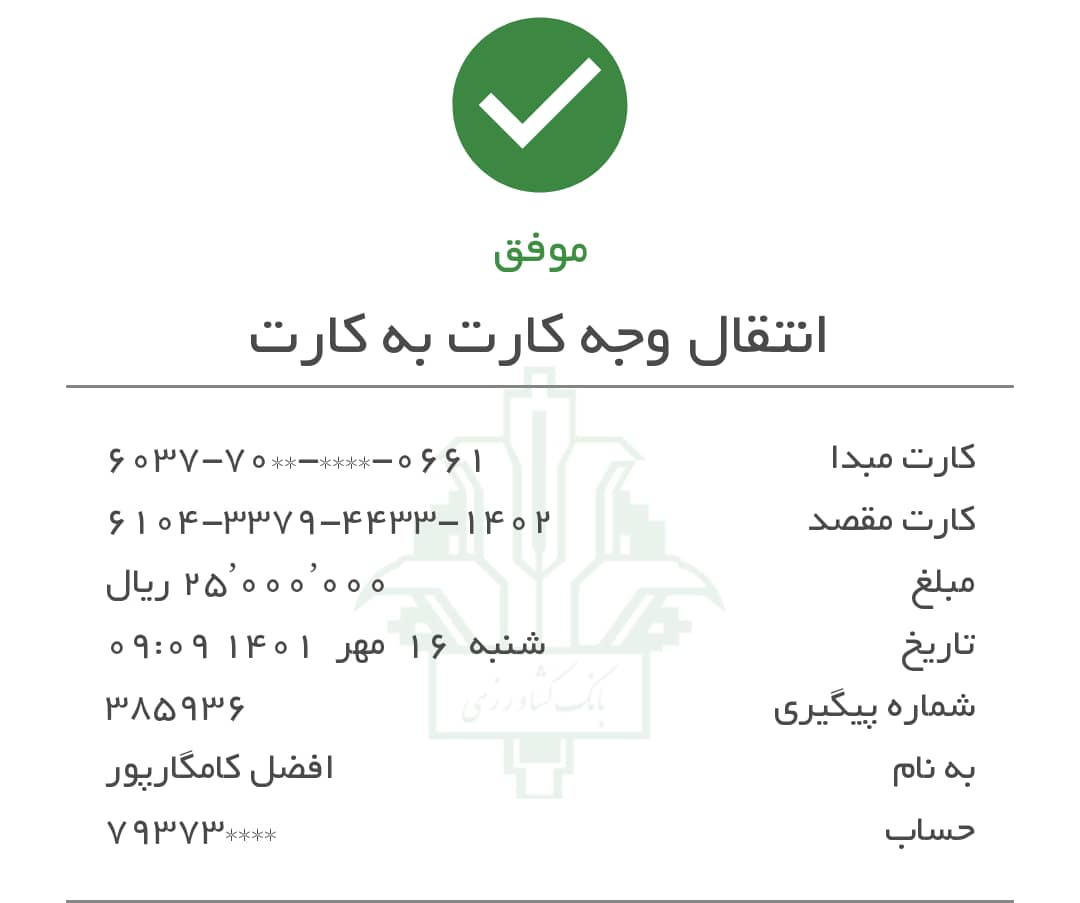 موفق
انتقال وجه کارت به کارت
کارت مبدا ۶۰۳۷-۷۰**-****-۰۶۶۱
کارت مقصد ۶۱۰۴-۳۳۷۹-۴۴۳۳-۱۴۰۲
مبلغ ۲۵٬۰۰۰٬۰۰۰ ریال
تاریخ شنبه ۱۶ مهر ۱۴۰۱ ۰۹:۰۹
شماره پیگیری ۳۸۵۹۳۶
به نام افضل کامگارپور
حساب ۷۹۳۷۳****
بانک کشاورزی